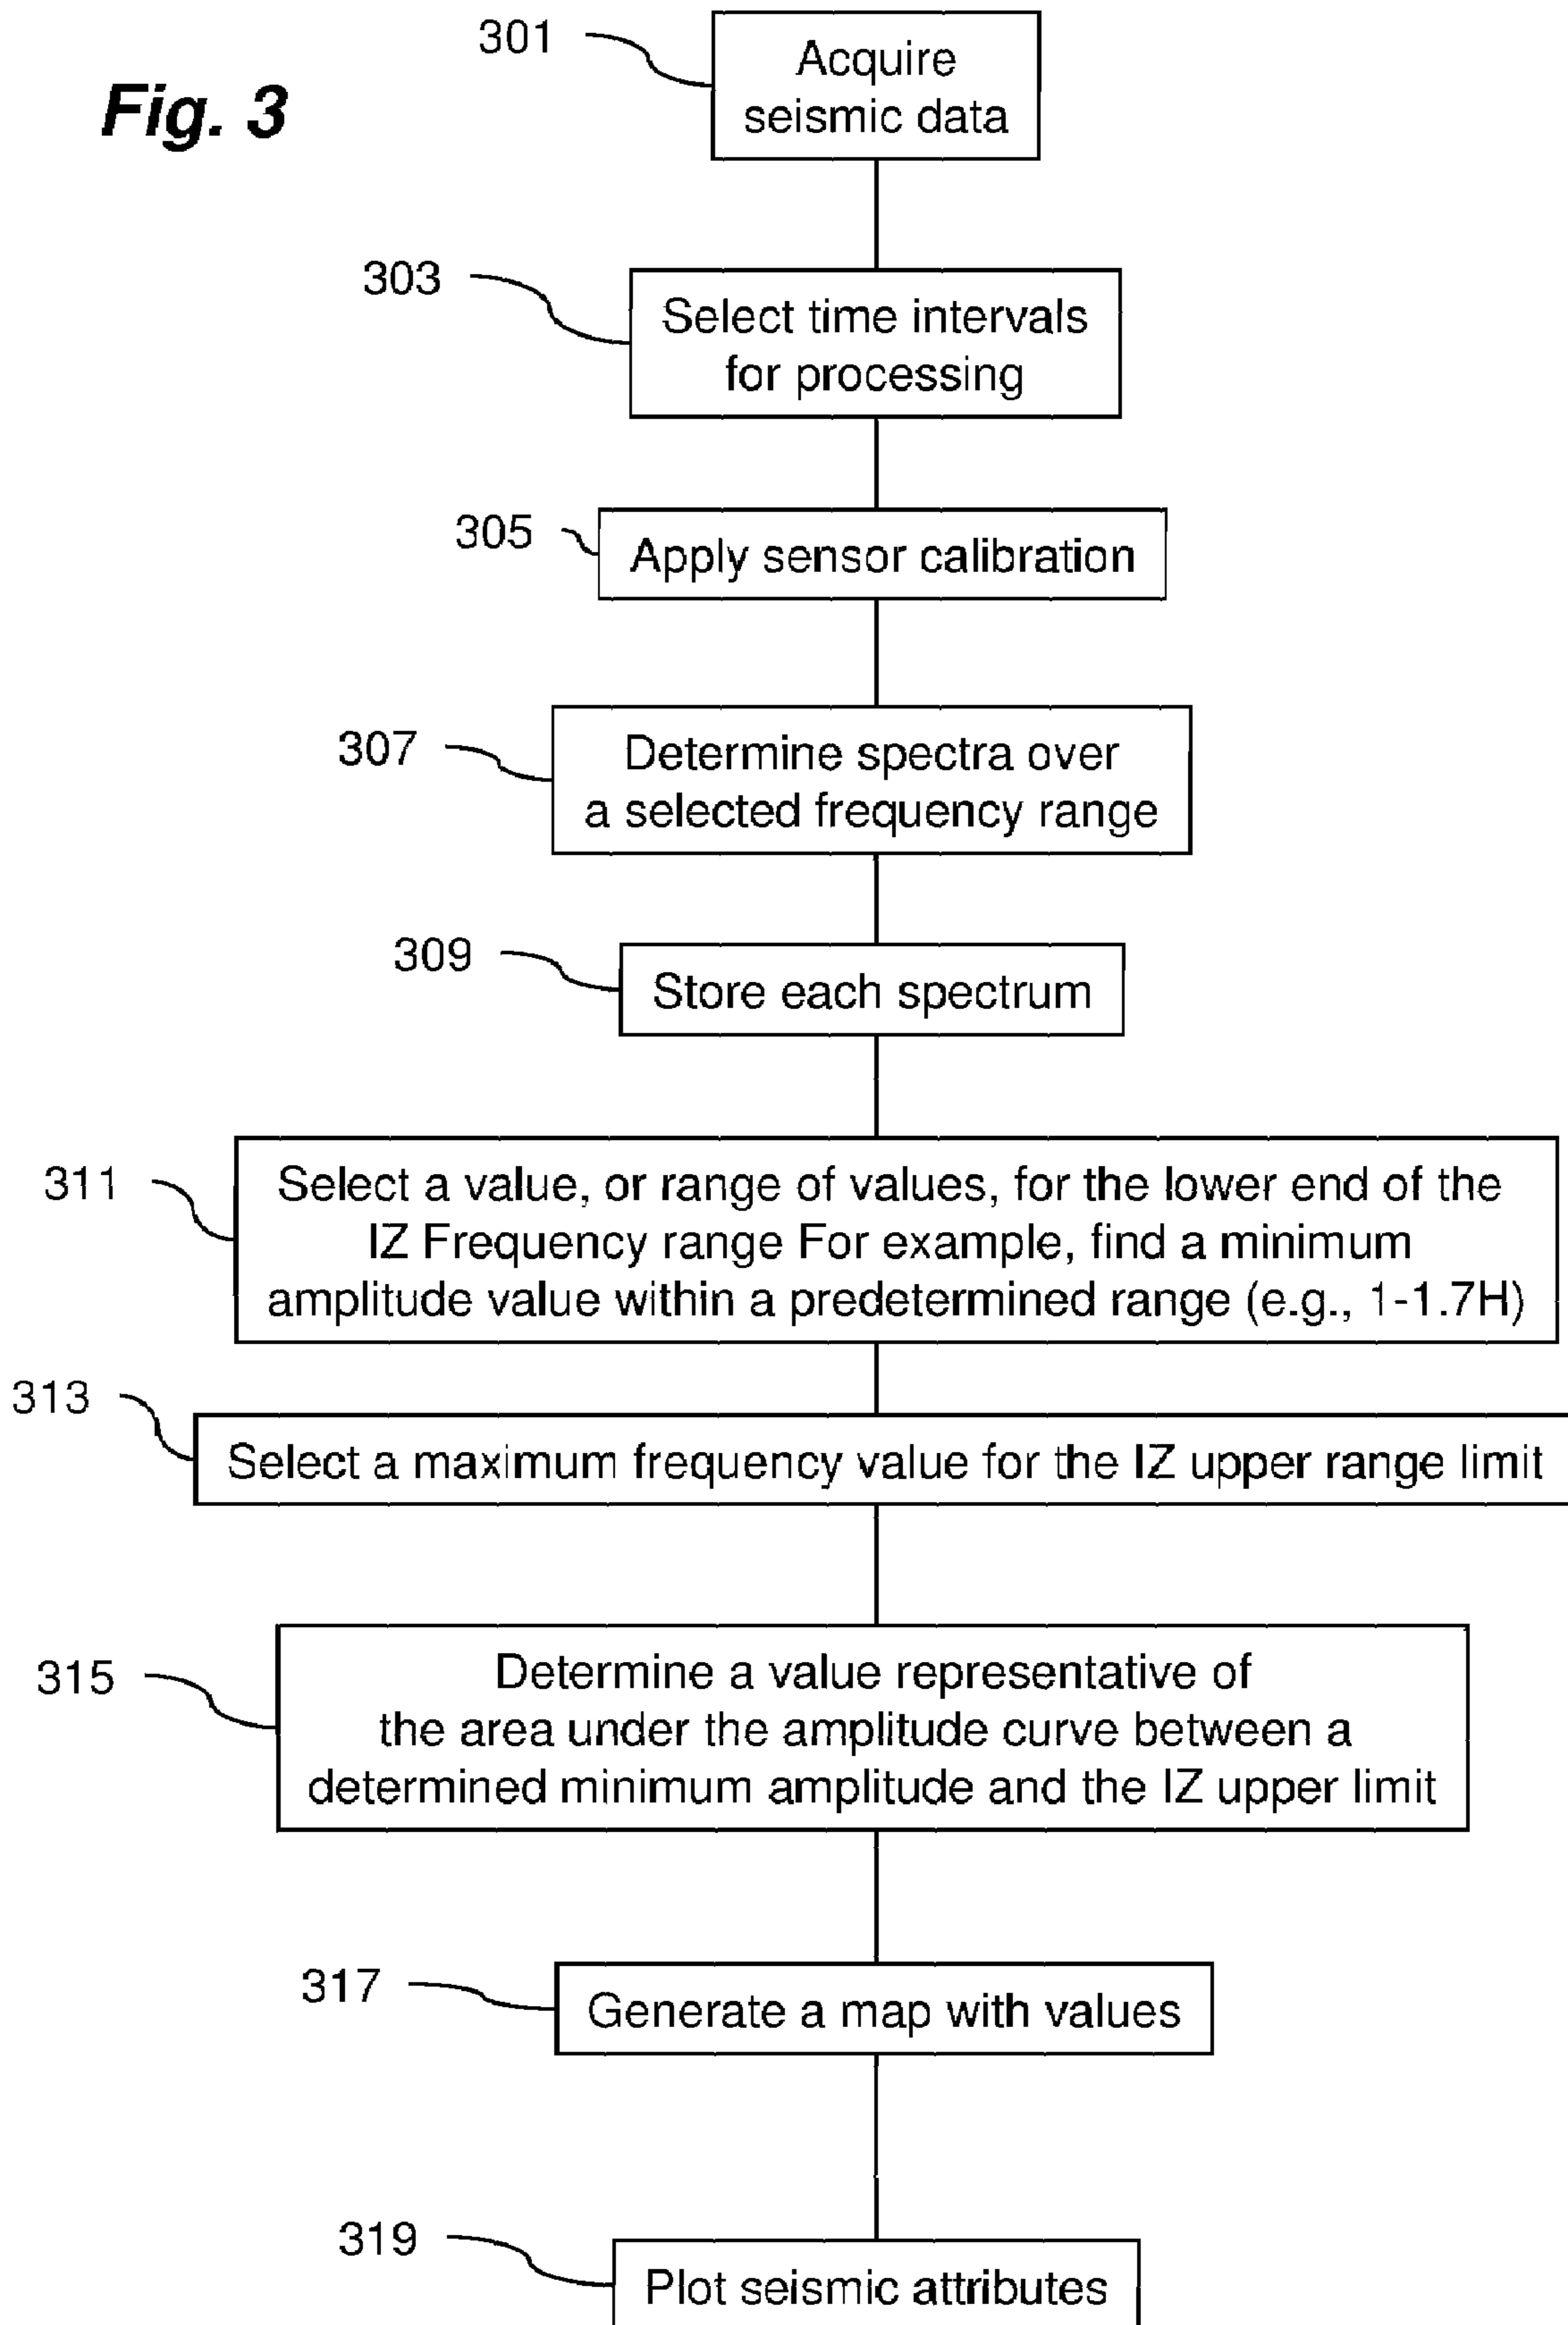 Fig. 3
301
Acquire
seismic data
303
Select time intervals
for processing
305
Apply sensor calibration
307
Determine spectra over
a selected frequency range
309
Store each spectrum
311
Select a value, or range of values, for the lower end of the
IZ Frequency range For example, find a minimum
amplitude value within a predetermined range (e.g., 1-1.7H)
313
Select a maximum frequency value for the IZ upper range limit
315
Determine a value representative of
the area under the amplitude curve between a
determined minimum amplitude and the IZ upper limit
317
Generate a map with values
319
Plot seismic attributes